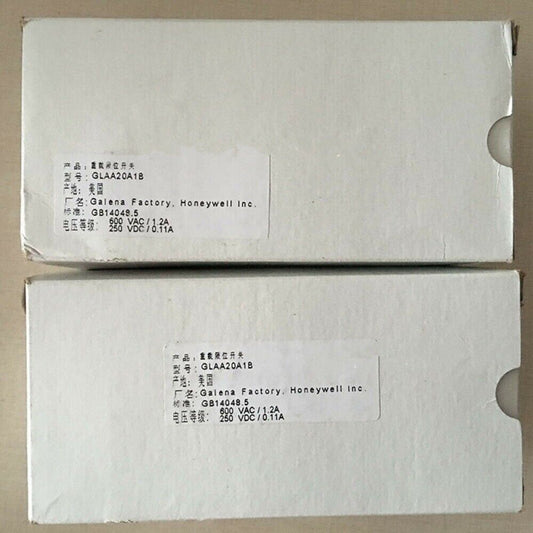 产品: 重载限位开关
型号: GLAA20A1B
产地: 美国
厂名: Galena Factory, Honeywell Inc.
标准: GB14048.5
电压等级: 600 VAC / 1.2A
250 VDC / 0.11A
产品: 重载限位开关
型号: GLAA20A1B
产地: 美国
厂名: Galena Factory, Honeywell Inc.
标准: GB14048.5
电压等级: 600 VAC / 1.2A
250 VDC / 0.11A